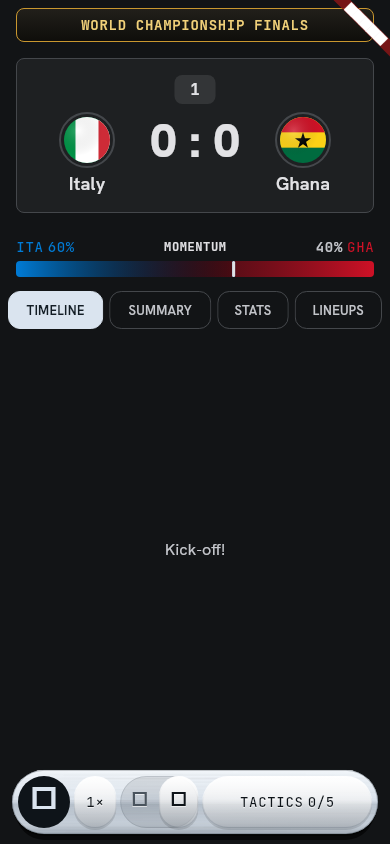 WORLD CHAMPIONSHIP FINALS
1
0 : 0
Italy
Ghana
ITA 60% MOMENTUM 40% GHA
TIMELINE SUMMARY STATS LINEUPS
Kick-off!
1× TACTICS 0/5